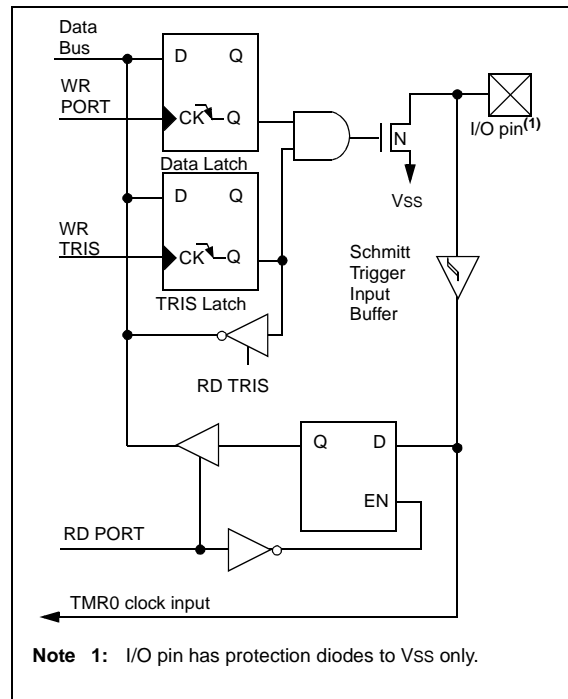 Data
Bus
D Q
WR
PORT
CK Q
Data Latch
N
I/O pin(1)
VSS
D Q
WR
TRIS
CK Q
TRIS Latch
Schmitt
Trigger
Input
Buffer
RD TRIS
Q D
EN
RD PORT
TMR0 clock input
Note 1: I/O pin has protection diodes to VSS only.